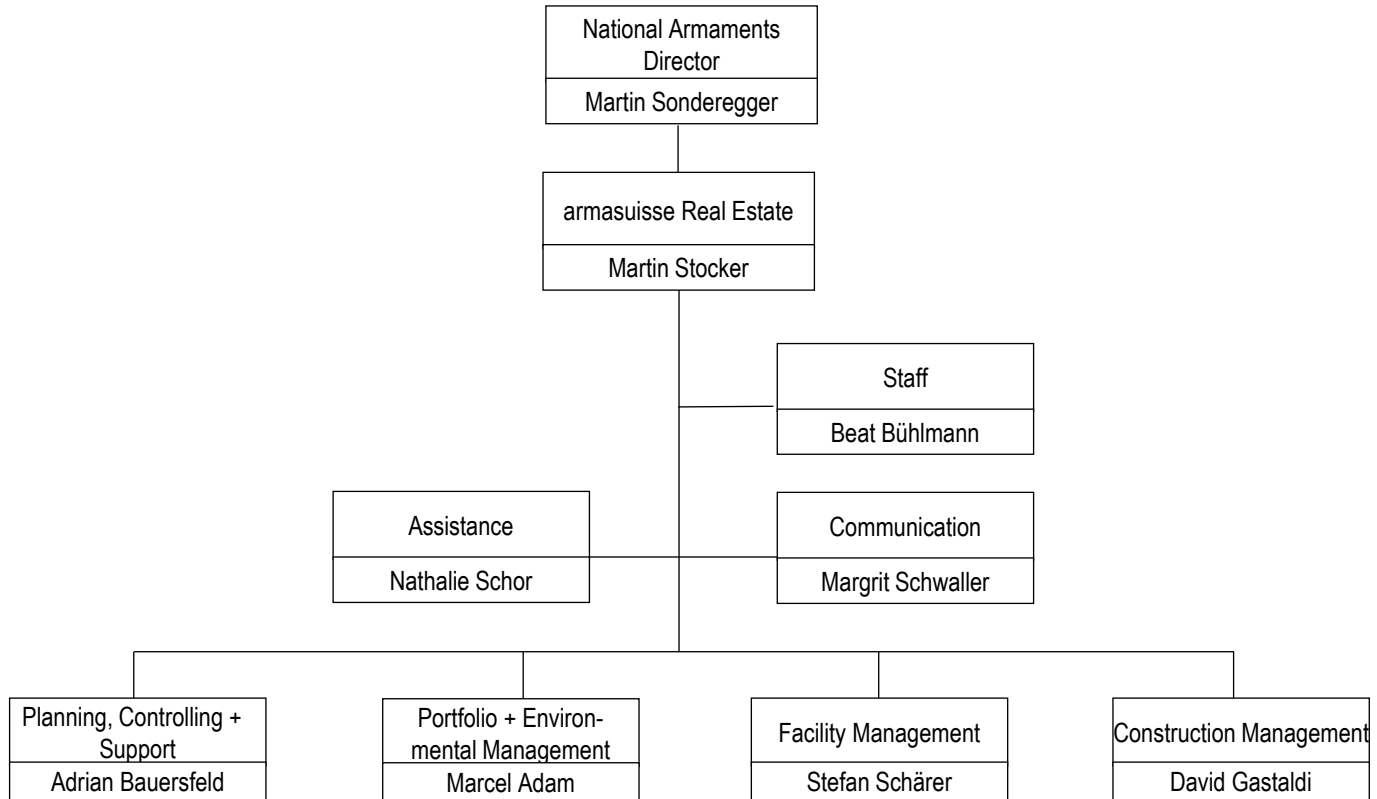 National Armaments
Director
Martin Sonderegger
armasuisse Real Estate
Martin Stocker
Staff
Beat Bühlmann
Assistance
Nathalie Schor
Communication
Margrit Schwaller
Planning, Controlling +
Support
Adrian Bauersfeld
Portfolio + Environ-
mental Management
Marcel Adam
Facility Management
Stefan Schärer
Construction Management
David Gastaldi